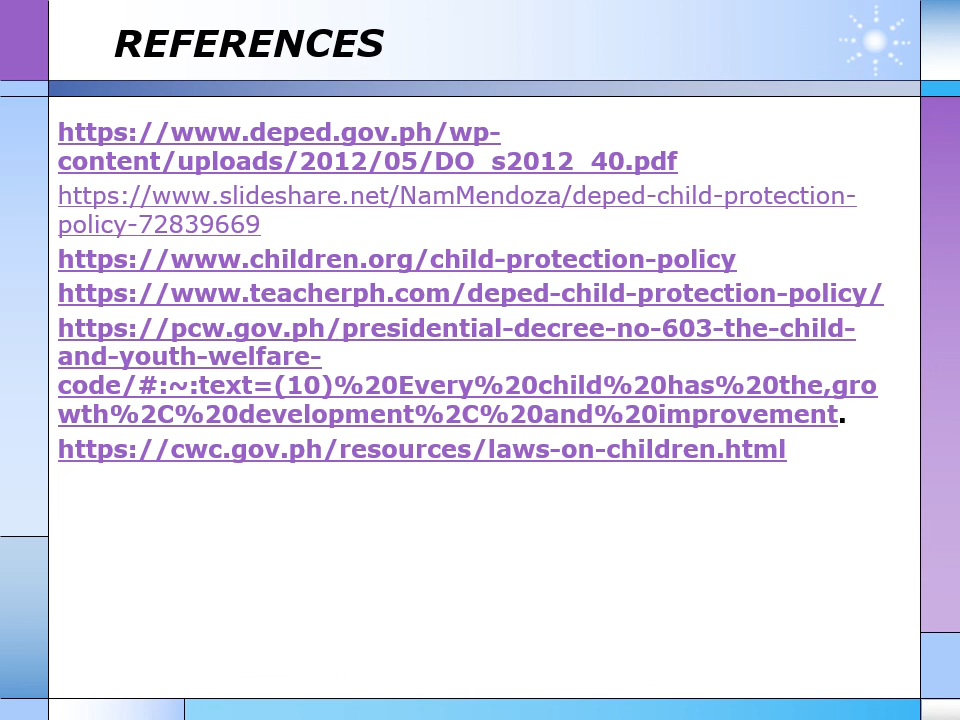 REFERENCES
https://www.deped.gov.ph/wp-
content/uploads/2012/05/DO_s2012_40.pdf
https://www.slideshare.net/NamMendoza/deped-child-protection-
policy-72839669
https://www.children.org/child-protection-policy
https://www.teacherph.com/deped-child-protection-policy/
https://pcw.gov.ph/presidential-decree-no-603-the-child-
and-youth-welfare-
code/#:~:text=(10)%20Every%20child%20has%20the,gro
wth%2C%20development%2C%20and%20improvement.
https://cwc.gov.ph/resources/laws-on-children.html